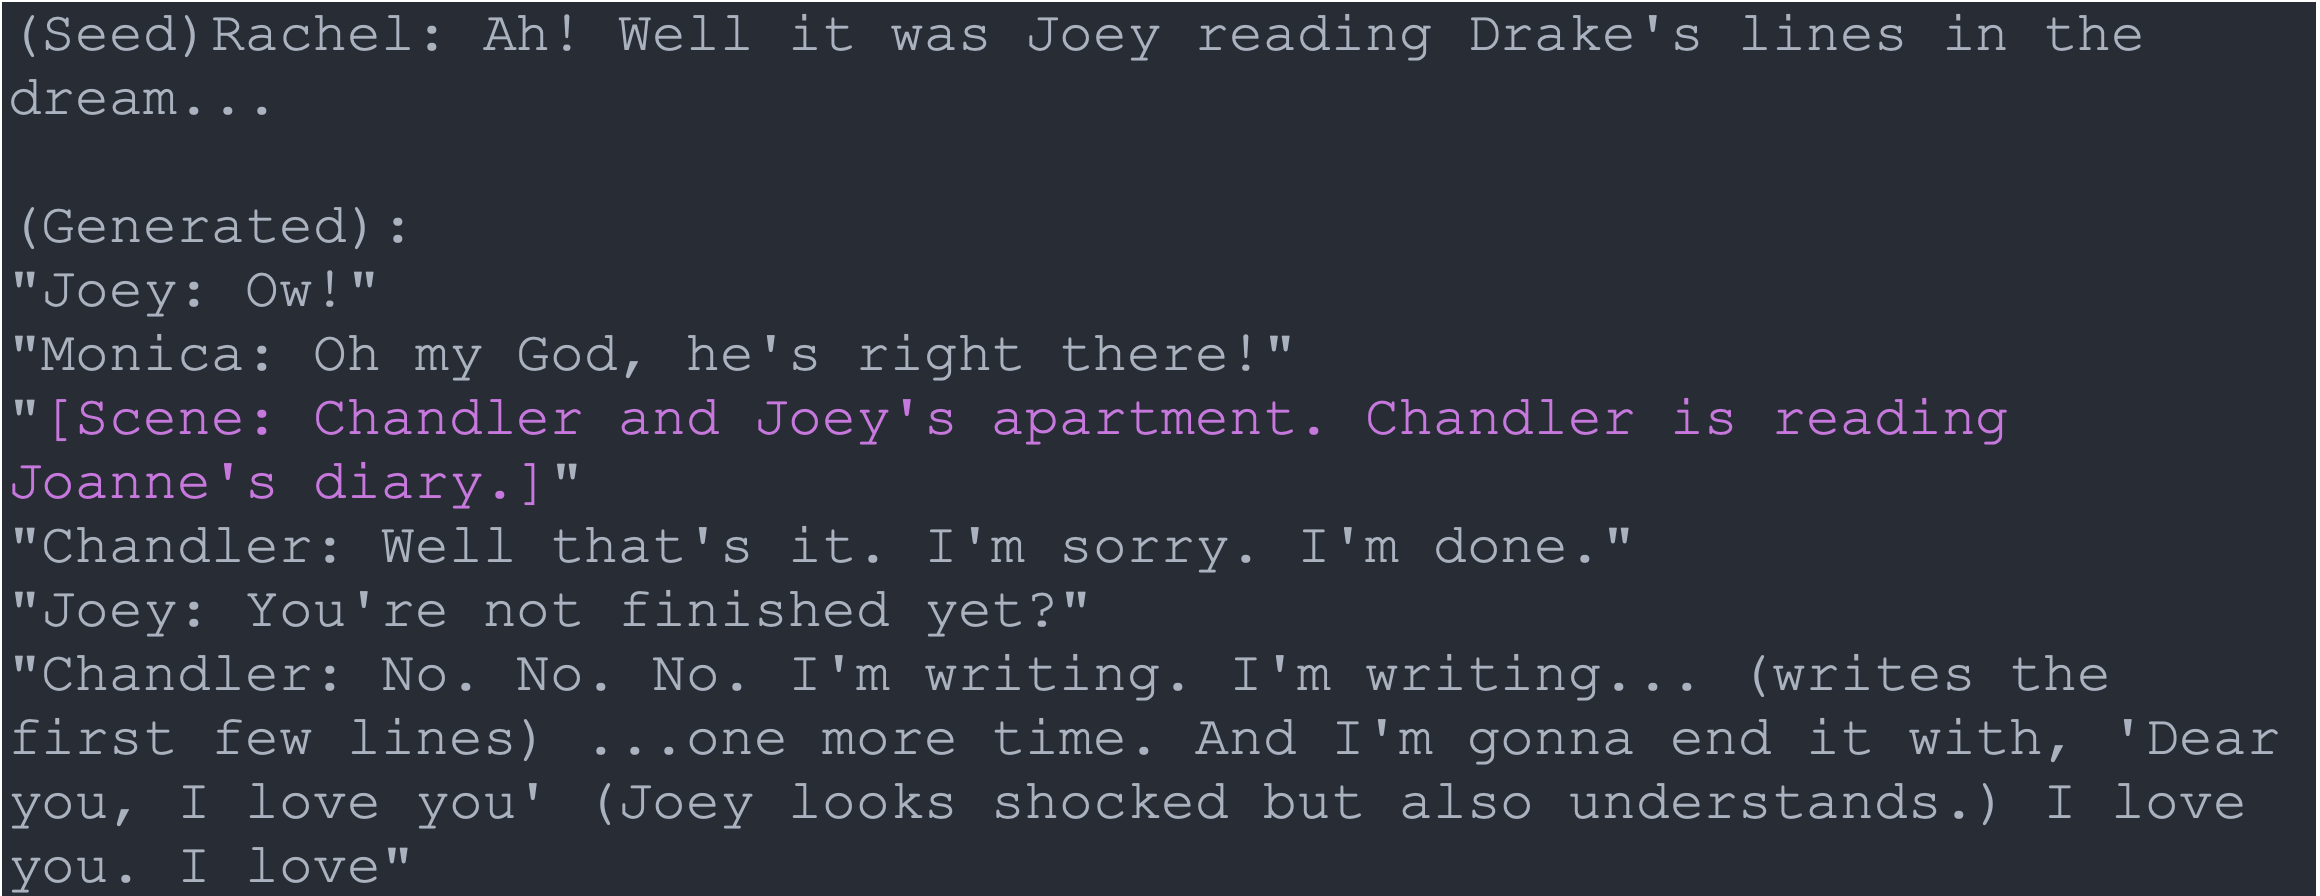 (Seed)Rachel: Ah! Well it was Joey reading Drake's lines in the
dream...
(Generated):
"Joey: Ow!"
"Monica: Oh my God, he's right there!"
"[Scene: Chandler and Joey's apartment. Chandler is reading
Joanne's diary.]"
"Chandler: Well that's it. I'm sorry. I'm done."
"Joey: You're not finished yet?"
"Chandler: No. No. No. I'm writing. I'm writing... (writes the
first few lines) ...one more time. And I'm gonna end it with, 'Dear
you, I love you' (Joey looks shocked but also understands.) I love
you. I love"